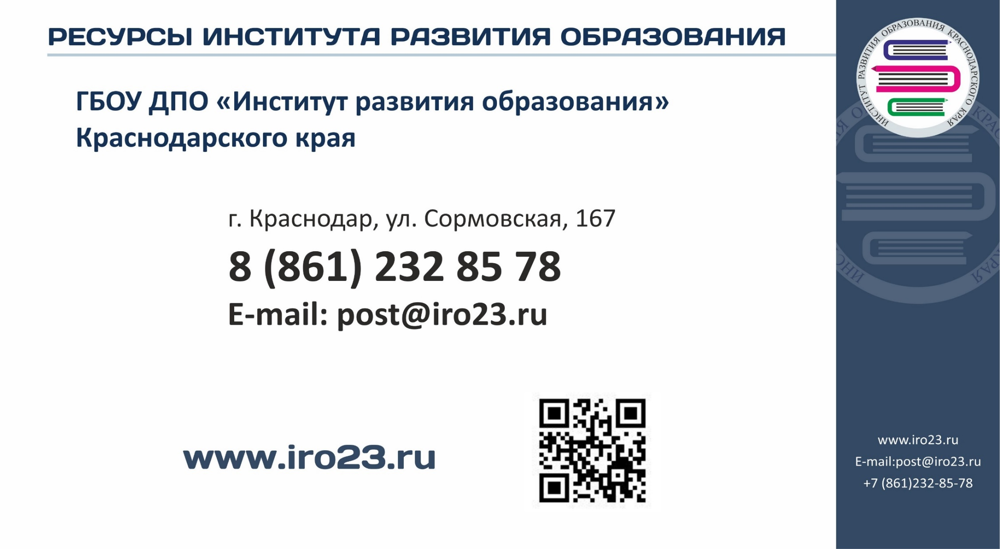 РЕСУРСЫ ИНСТИТУТА РАЗВИТИЯ ОБРАЗОВАНИЯ
ГБОУ ДПО «Институт развития образования»
Краснодарского края
г. Краснодар, ул. Сормовская, 167
8 (861) 232 85 78
E-mail: post@iro23.ru
www.iro23.ru
ИНСТИТУТ РАЗВИТИЯ ОБРАЗОВАНИЯ КРАСНОДАРСКОГО КРАЯ
www.iro23.ru
E-mail:post@iro23.ru
+7 (861)232-85-78